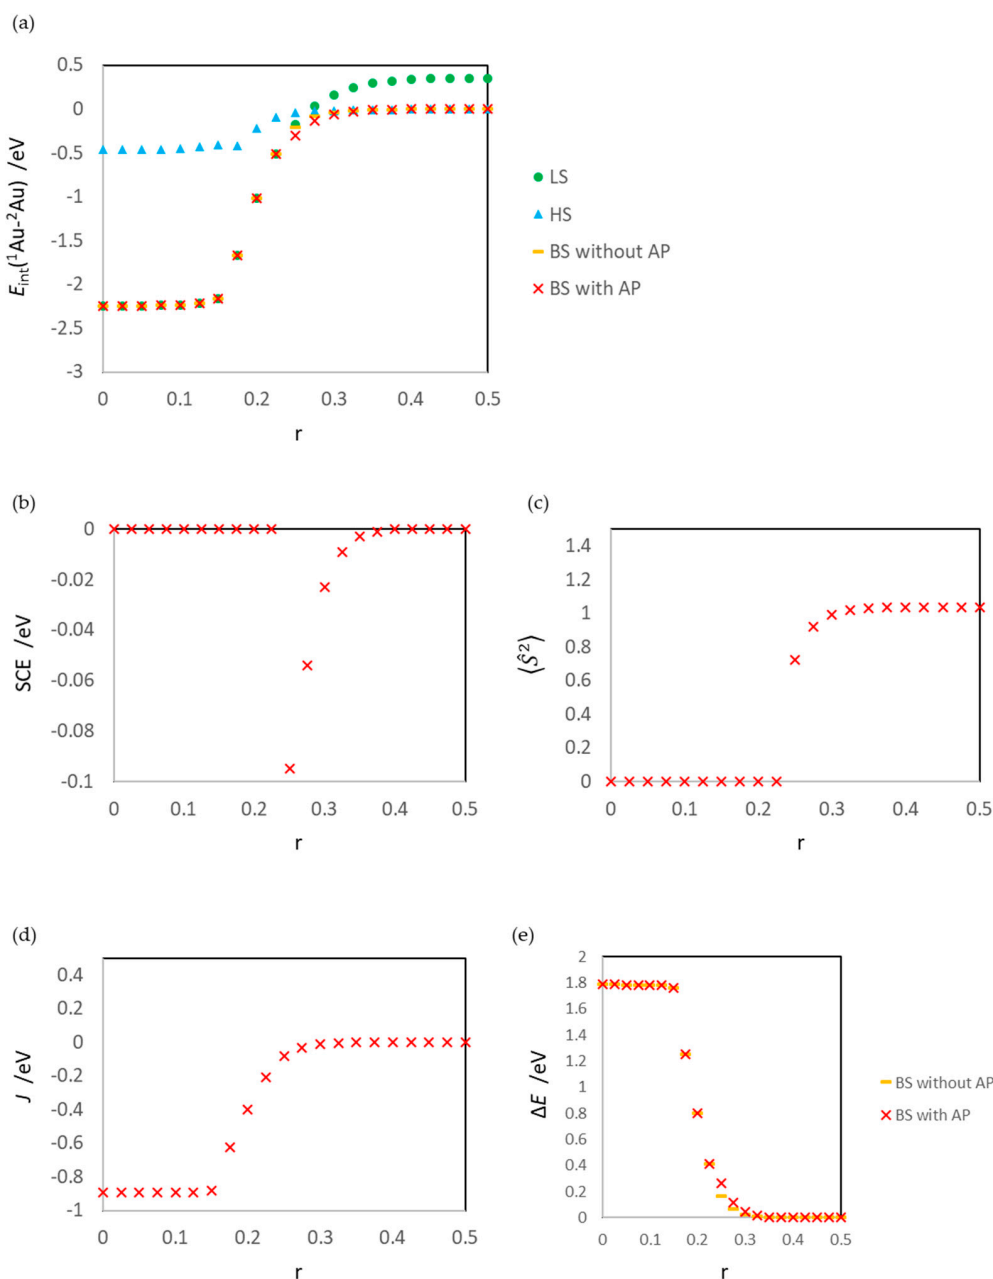 (a)
0.5
0
-0.5
-1
-1.5
-2
-2.5
-3
0 0.1 0.2 0.3 0.4 0.5
r
E_int(¹Au-²Au) /eV
LS
HS
BS without AP
BS with AP
(b)
0
-0.02
-0.04
-0.06
-0.08
-0.1
0 0.1 0.2 0.3 0.4 0.5
r
SCE /eV
(c)
1.4
1.2
1
0.8
0.6
0.4
0.2
0
0 0.1 0.2 0.3 0.4 0.5
r
⟨Ŝ²⟩
(d)
0.4
0.2
0
-0.2
-0.4
-0.6
-0.8
-1
0 0.1 0.2 0.3 0.4 0.5
r
J /eV
(e)
2
1.8
1.6
1.4
1.2
1
0.8
0.6
0.4
0.2
0
0 0.1 0.2 0.3 0.4 0.5
r
ΔE /eV
BS without AP
BS with AP